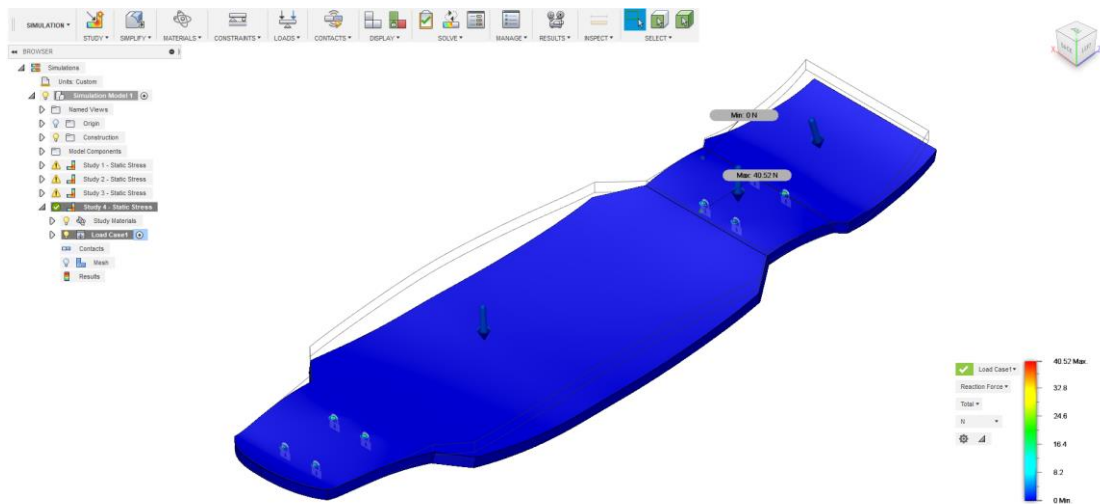 SIMULATION ▾
STUDY ▾ SIMPLIFY ▾ MATERIALS ▾ CONSTRAINTS ▾ LOADS ▾ CONTACTS ▾ DISPLAY ▾ SOLVE ▾ MANAGE ▾ RESULTS ▾ INSPECT ▾ SELECT ▾
BROWSER
Simulations
Units: Custom
Simulation Model 1
Named Views
Origin
Construction
Model Components
Study 1 - Static Stress
Study 2 - Static Stress
Study 3 - Static Stress
Study 4 - Static Stress
Study Materials
Load Case1
Contacts
Mesh
Results
BACK LEFT
Min: 0 N
Max: 40.52 N
Load Case1 ▾
Reaction Force ▾
Total ▾
N ▾
40.52 Max.
32.8
24.6
16.4
8.2
0 Min.